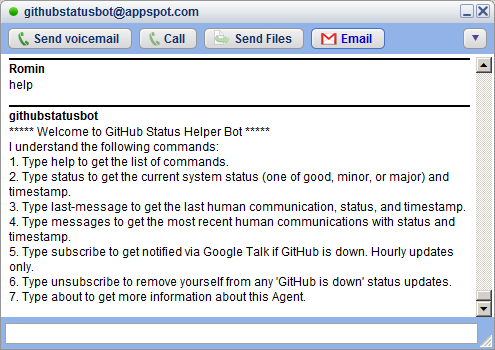 githubstatusbot@appspot.com
Send voicemail
Call
Send Files
Email
Romin
help
githubstatusbot
***** Welcome to GitHub Status Helper Bot *****
I understand the following commands:
1. Type help to get the list of commands.
2. Type status to get the current system status (one of good, minor, or major) and
timestamp.
3. Type last-message to get the last human communication, status, and timestamp.
4. Type messages to get the most recent human communications with status and
timestamp.
5. Type subscribe to get notified via Google Talk if GitHub is down. Hourly updates
only.
6. Type unsubscribe to remove yourself from any 'GitHub is down' status updates.
7. Type about to get more information about this Agent.